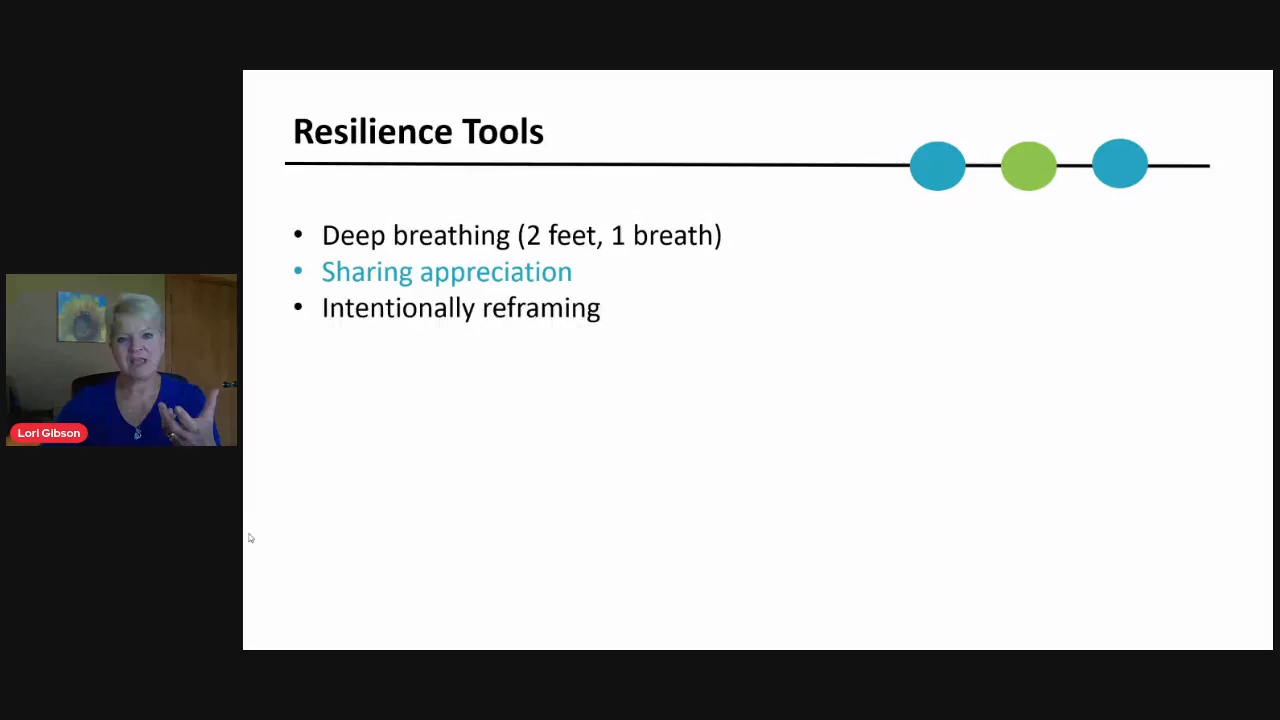 Resilience Tools
• Deep breathing (2 feet, 1 breath)
• Sharing appreciation
• Intentionally reframing
Lori Gibson